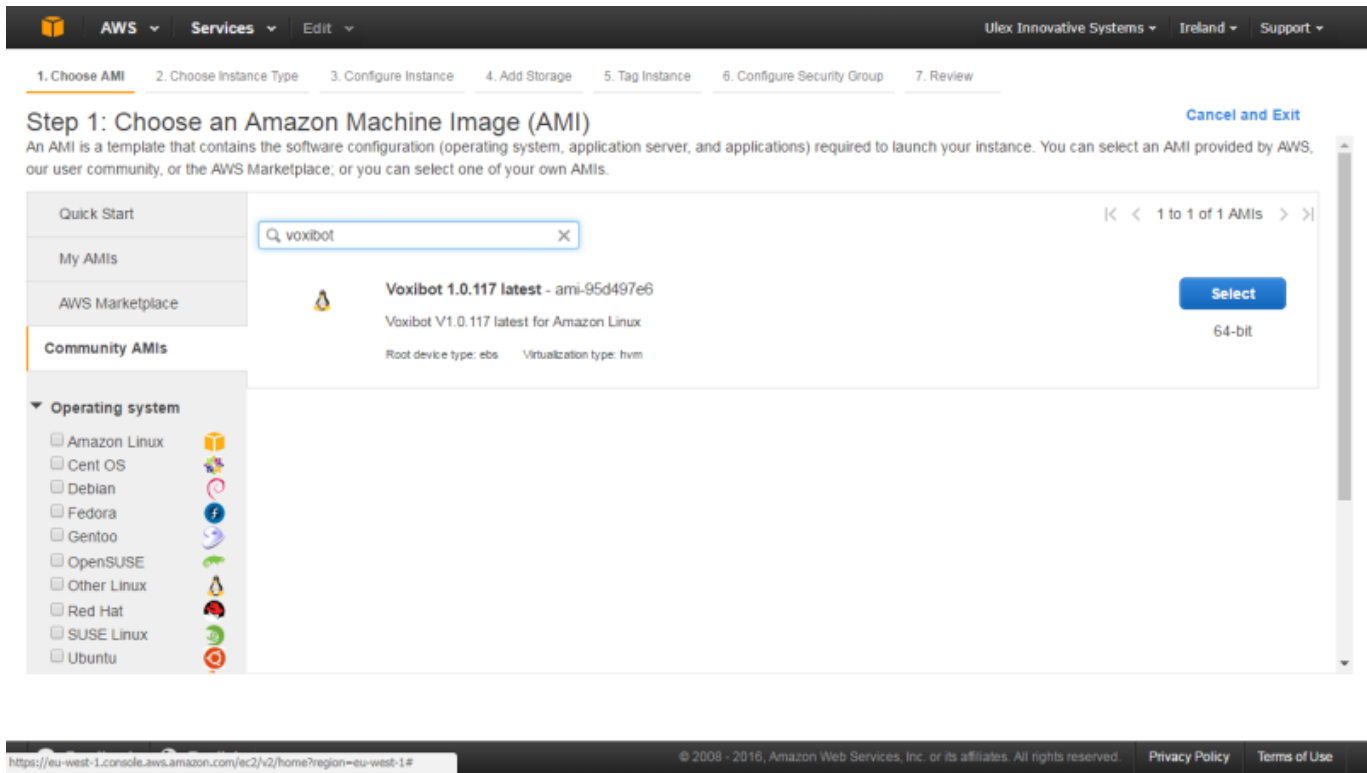 AWS Services Edit Ulex Innovative Systems Ireland Support
1. Choose AMI 2. Choose Instance Type 3. Configure Instance 4. Add Storage 5. Tag Instance 6. Configure Security Group 7. Review
Step 1: Choose an Amazon Machine Image (AMI)
Cancel and Exit
An AMI is a template that contains the software configuration (operating system, application server, and applications) required to launch your instance. You can select an AMI provided by AWS,
our user community, or the AWS Marketplace; or you can select one of your own AMIs.
Quick Start
My AMIs
AWS Marketplace
Community AMIs
Operating system
Amazon Linux
Cent OS
Debian
Fedora
Gentoo
OpenSUSE
Other Linux
Red Hat
SUSE Linux
Ubuntu
voxibot
1 to 1 of 1 AMIs
Voxibot 1.0.117 latest - ami-95d497e6
Voxibot V1.0.117 latest for Amazon Linux
Root device type: ebs Virtualization type: hvm
Select
64-bit
https://eu-west-1.console.aws.amazon.com/ec2/v2/home?region=eu-west-1#
© 2008 - 2016, Amazon Web Services, Inc. or its affiliates. All rights reserved. Privacy Policy Terms of Use